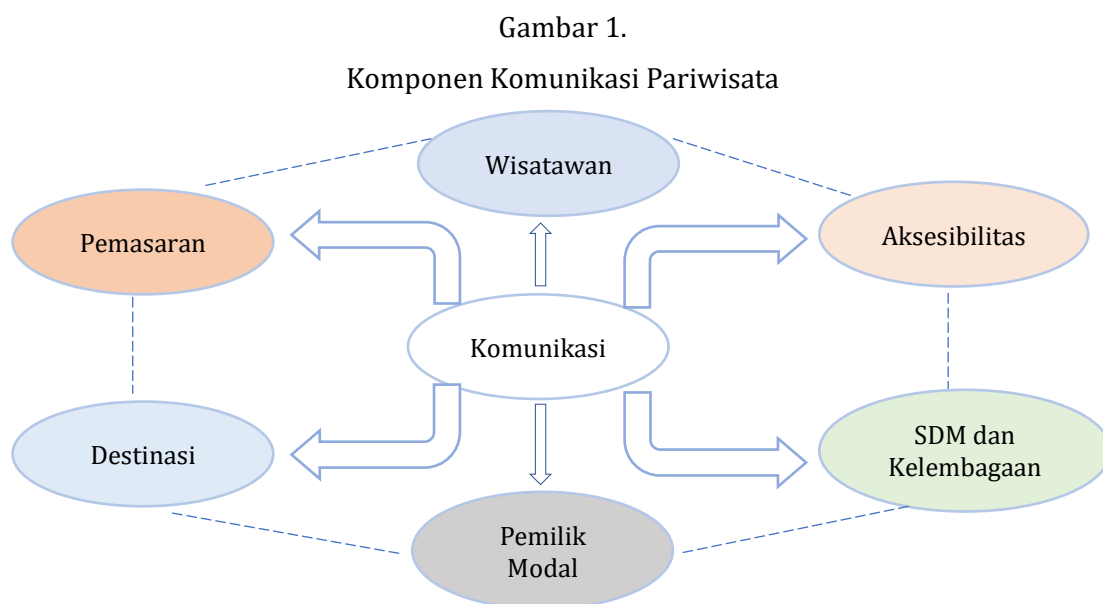 Gambar 1.
Komponen Komunikasi Pariwisata
Wisatawan
Pemasaran
Aksesibilitas
Komunikasi
Destinasi
SDM dan
Kelembagaan
Pemilik
Modal